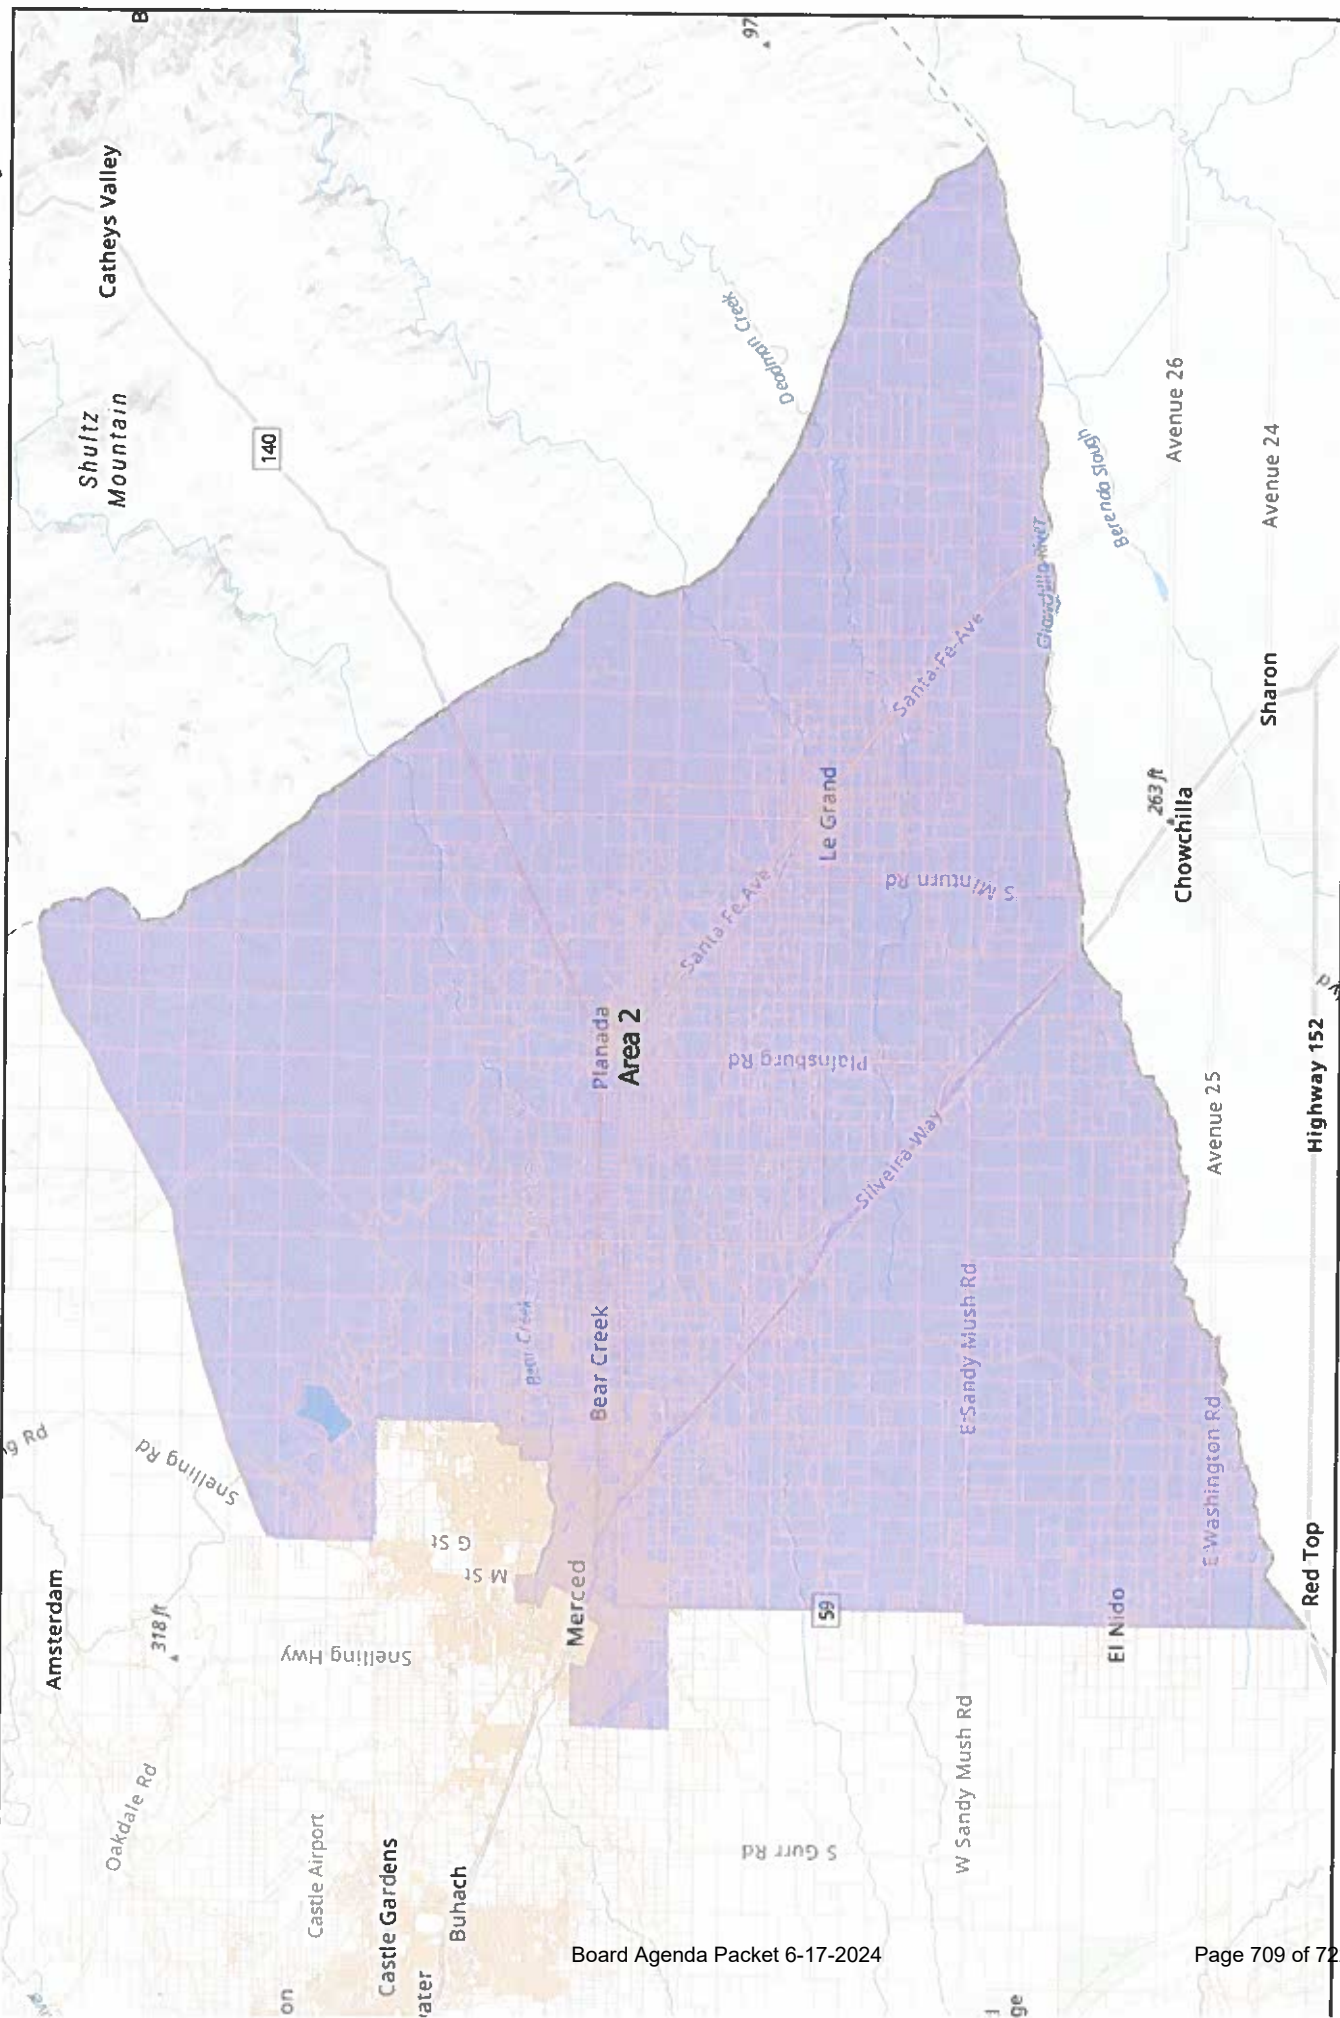 Amsterdam
318 ft
Snelling Rd
Catheys Valley
Shultz
Mountain
140
Oakdale Rd
Snelling Hwy
G St
M St
Castle Airport
Castle Gardens
Buhach
Merced
Bear Creek
Bear Creek
Planada
Area 2
Deadman Creek
Santa Fe Ave
Le Grand
Santa Fe Ave
Plainsburg Rd
S Minturn Rd
Silveira Way
59
S Gurr Rd
W Sandy Mush Rd
E Sandy Mush Rd
El Nido
E Washington Rd
Berenda Slough
Avenue 26
Avenue 24
Avenue 25
263 ft
Chowchilla
Sharon
Red Top
Highway 152
Board Agenda Packet 6-17-2024
Page 709 of 72